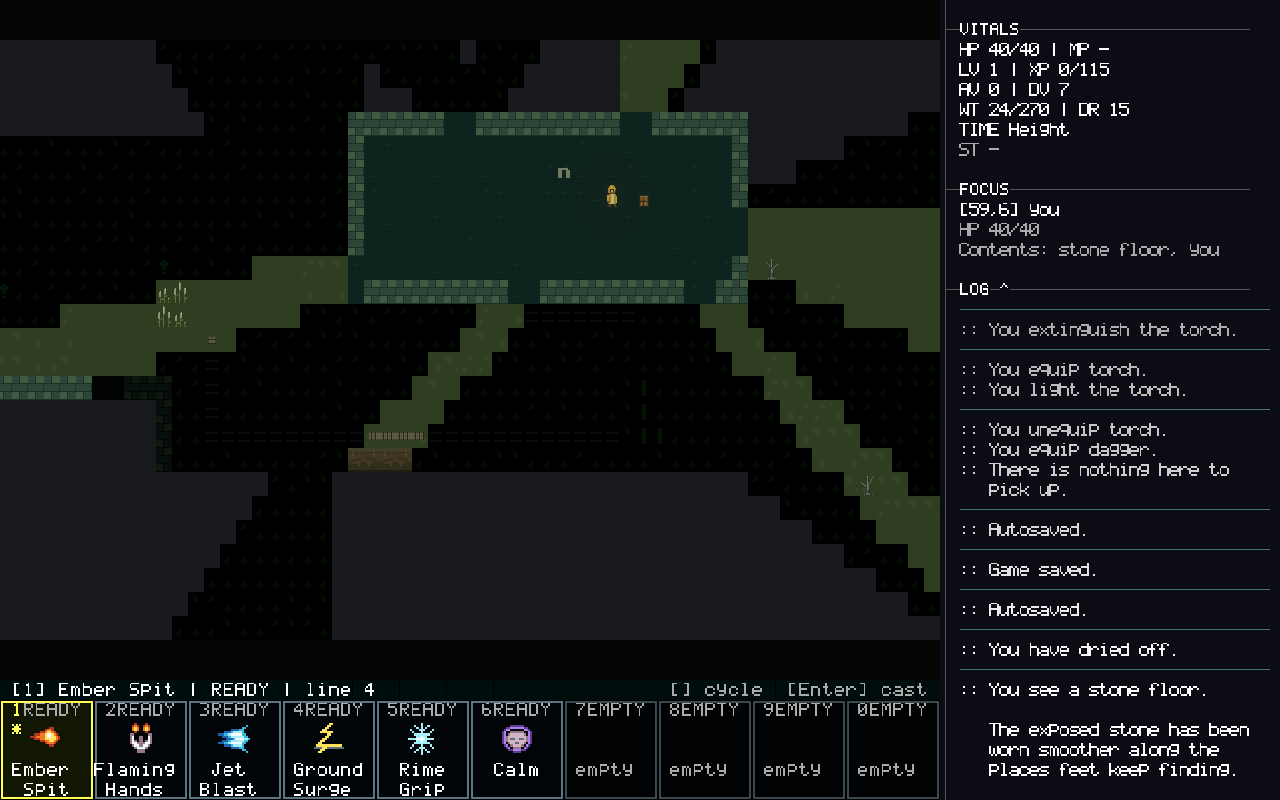 VITALS
HP 40/40 | MP -
LV 1 | XP 0/115
AV 0 | DV 7
WT 24/270 | DR 15
TIME Height
ST -
FOCUS
[59,6] You
HP 40/40
Contents: stone floor, You
LOG ^
:: You extinguish the torch.
:: You equip torch.
:: You light the torch.
:: You unequip torch.
:: You equip dagger.
:: There is nothing here to
pick up.
:: Autosaved.
:: Game saved.
:: Autosaved.
:: You have dried off.
:: You see a stone floor.
The exposed stone has been
worn smoother along the
places feet keep finding.
n
[1] Ember Spit | READY | line 4
[] cycle [Enter] cast
1READY 2READY 3READY 4READY 5READY 6READY 7EMPTY 8EMPTY 9EMPTY 0EMPTY
*
Ember Spit
Flaming Hands
Jet Blast
Ground Surge
Rime Grip
Calm
empty
empty
empty
empty